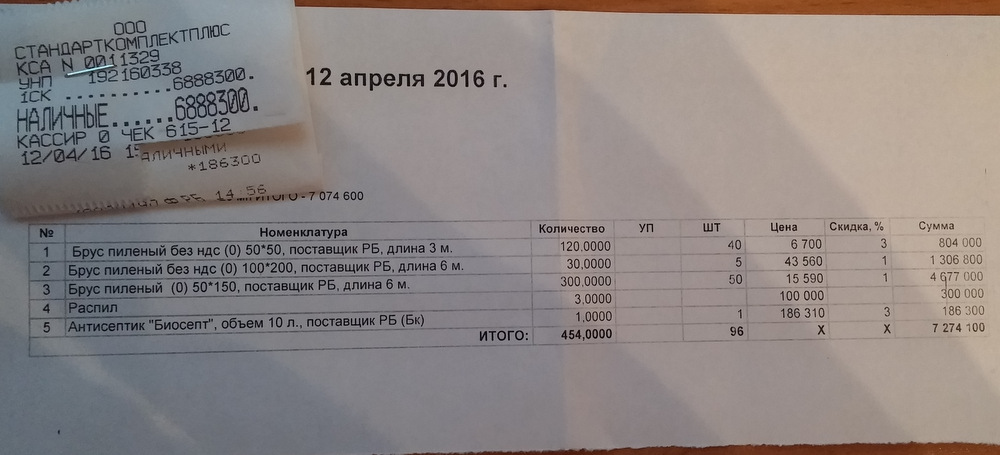 ООО
СТАНДАРТКОМПЛЕКТПЛЮС
КСА N 0011329
УНП 192160338
1СК ..........6888300.
НАЛИЧНЫЕ......6888300.
КАССИР 0 ЧЕК 615-12
12/04/16
АЛИЧНЫМИ
*186300
14:56
12 апреля 2016 г.
ИТОГО - 7 074 600
№ Номенклатура Количество УП ШТ Цена Скидка, % Сумма
1 Брус пиленый без ндс (0) 50*50, поставщик РБ, длина 3 м. 120.0000 40 6 700 3 804 000
2 Брус пиленый без ндс (0) 100*200, поставщик РБ, длина 6 м. 30.0000 5 43 560 1 1 306 800
3 Брус пиленый (0) 50*150, поставщик РБ, длина 6 м. 300.0000 50 15 590 1 4 677 000
4 Распил 3,0000 100 000 300 000
5 Антисептик "Биосепт", объем 10 л., поставщик РБ (Бк) 1,0000 1 186 310 3 186 300
ИТОГО: 454,0000 96 X X 7 274 100